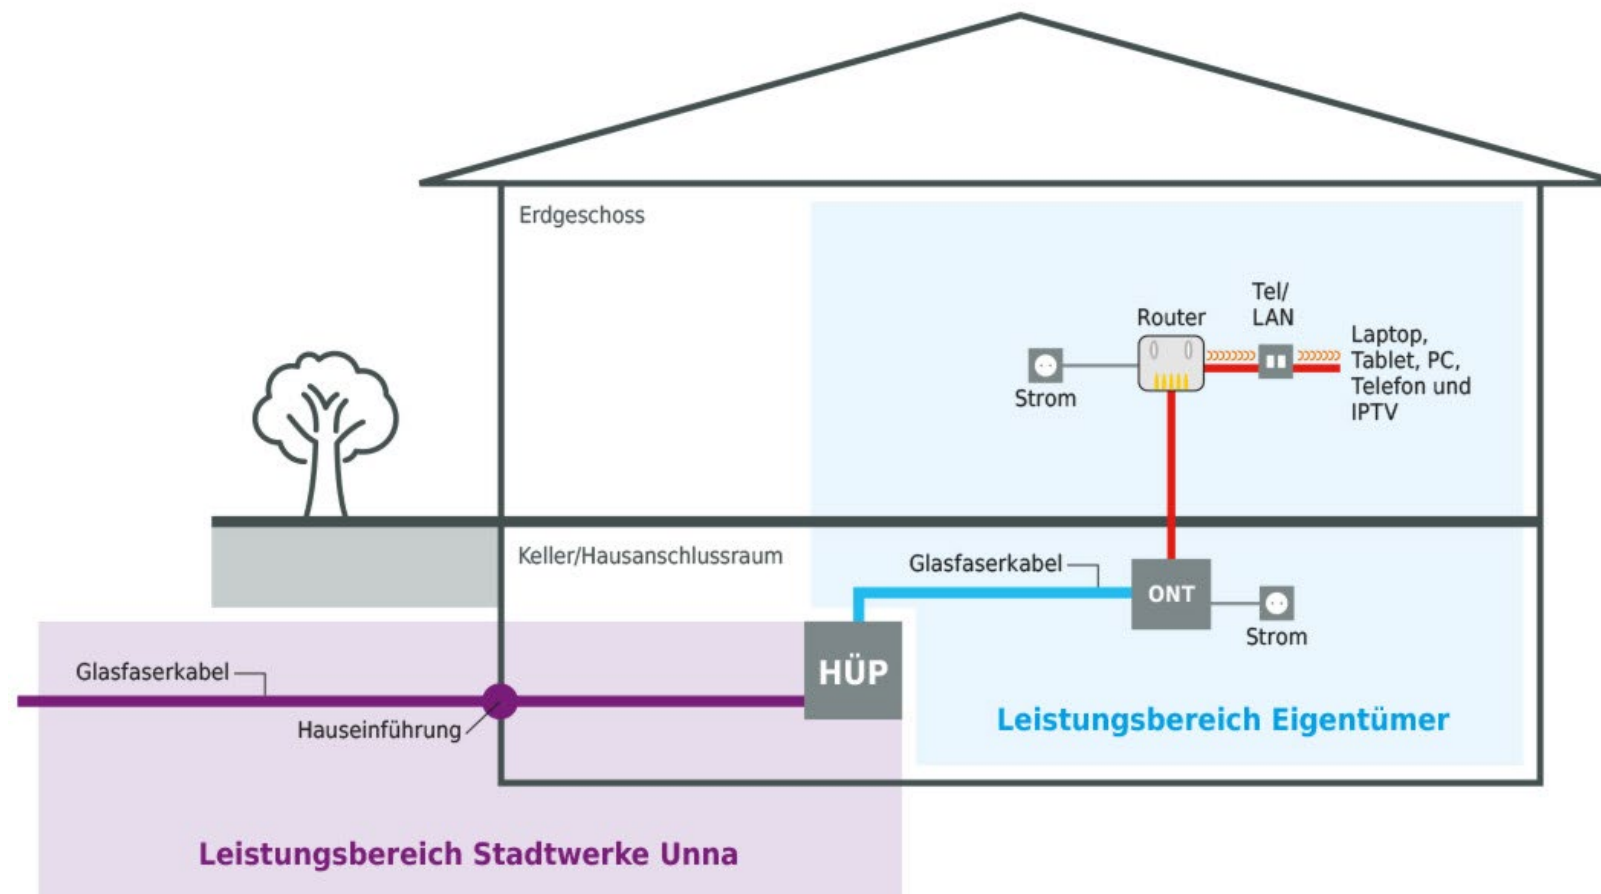 Erdgeschoss
Tel/
LAN
Router
Laptop,
Tablet, PC,
Telefon und
IPTV
Strom
Keller/Hausanschlussraum
Glasfaserkabel
ONT
Strom
HÜP
Glasfaserkabel
Hauseinführung
Leistungsbereich Eigentümer
Leistungsbereich Stadtwerke Unna